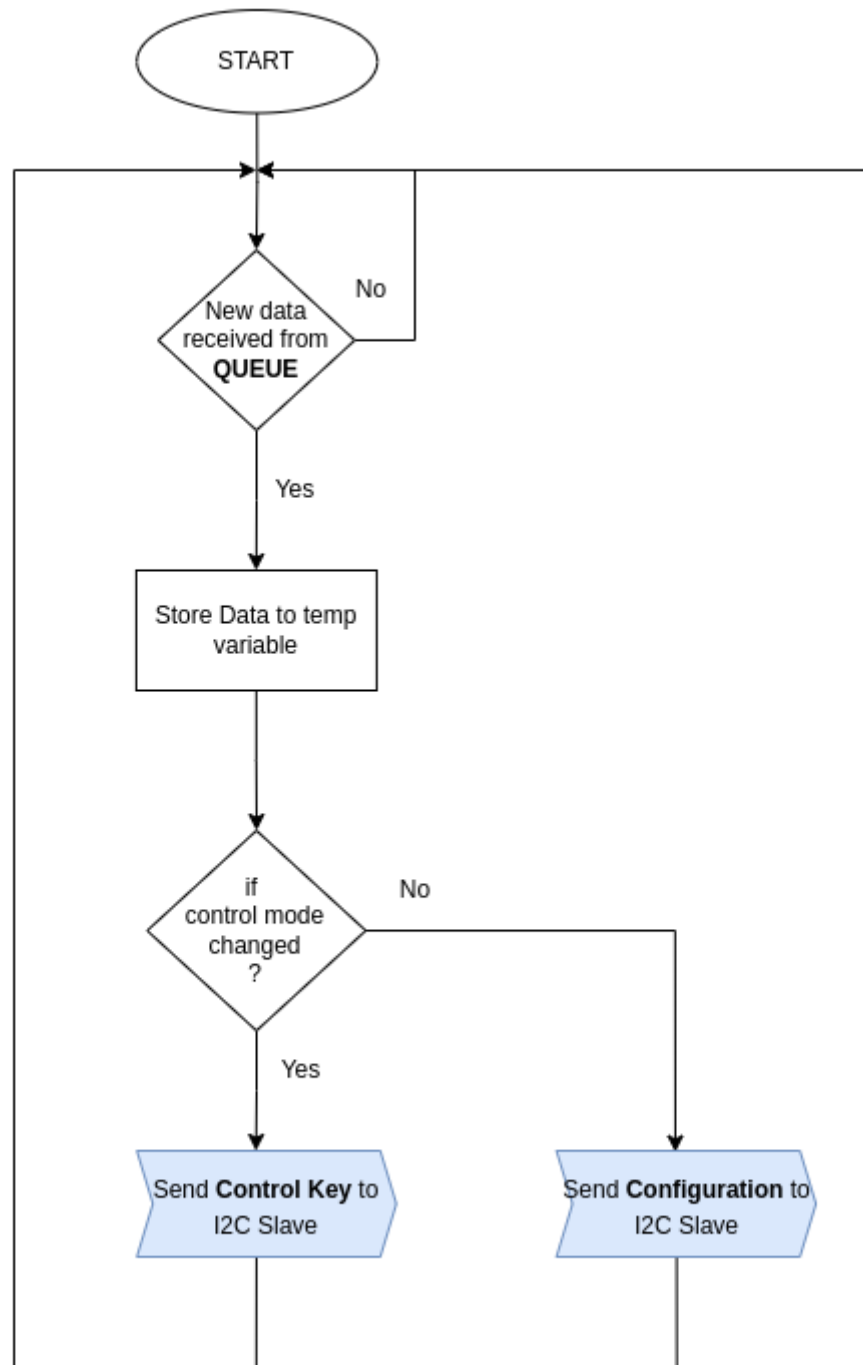 START
No
New data
received from
QUEUE
Yes
Store Data to temp
variable
if
control mode
changed
?
No
Yes
Send Control Key to
I2C Slave
Send Configuration to
I2C Slave